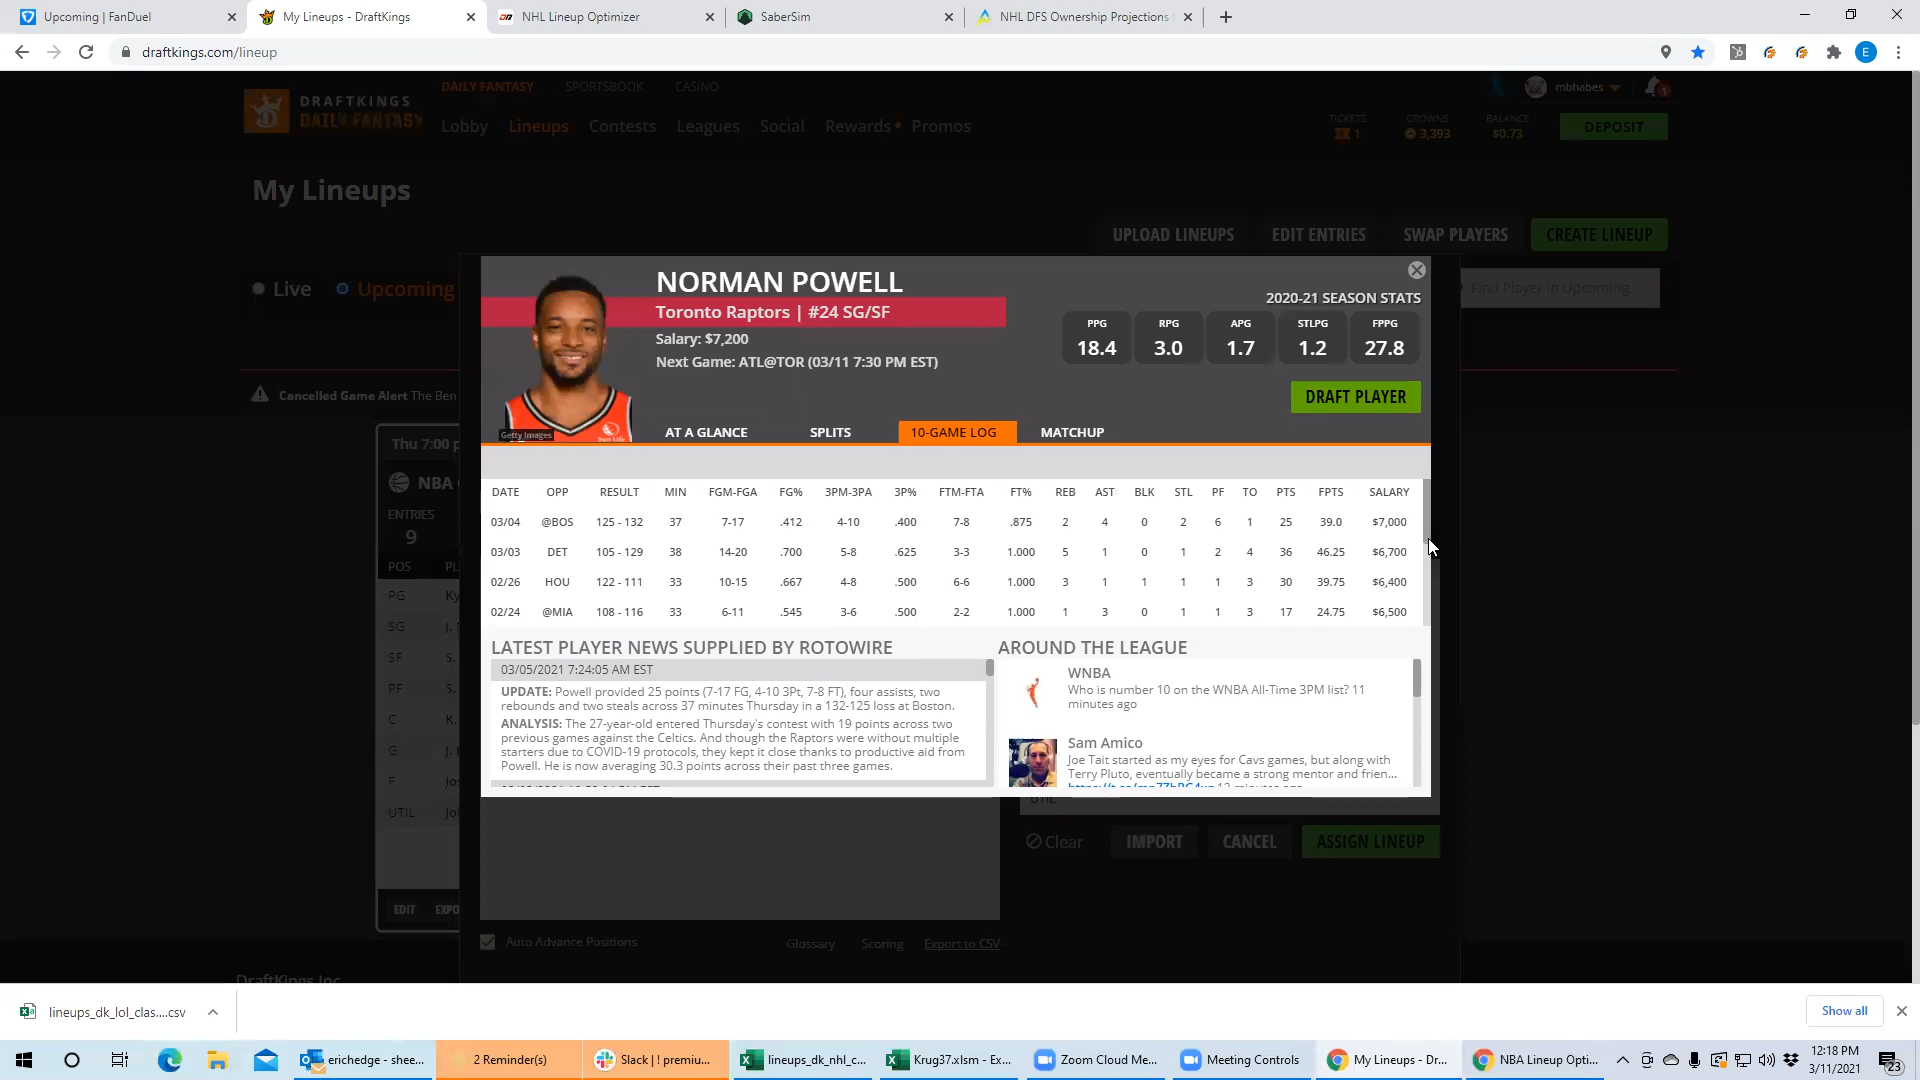 Upcoming | FanDuel
My Lineups - DraftKings
NHL Lineup Optimizer
SaberSim
NHL DFS Ownership Projections
draftkings.com/lineup
E
DRAFTKINGS
DAILY FANTASY
DAILY FANTASY SPORTSBOOK CASINO
mbhabes
1
Lobby Lineups Contests Leagues Social Rewards Promos
TICKETS CROWNS BALANCE
1 3,393 $0.73
DEPOSIT
My Lineups
UPLOAD LINEUPS EDIT ENTRIES SWAP PLAYERS CREATE LINEUP
Live Upcoming
Find Player in Upcoming
Cancelled Game Alert The Ben
Thu 7:00 p
NBA
ENTRIES
9
POS PL
PG Ky
SG J.
SF S.
PF S.
C K.
G J.
F Jos
UTIL Jol
EDIT EXPO
NORMAN POWELL
Toronto Raptors | #24 SG/SF
Salary: $7,200
Next Game: ATL@TOR (03/11 7:30 PM EST)
Getty Images
Sun Life
2020-21 SEASON STATS
PPG RPG APG STLPG FPPG
18.4 3.0 1.7 1.2 27.8
DRAFT PLAYER
AT A GLANCE SPLITS 10-GAME LOG MATCHUP
DATE OPP RESULT MIN FGM-FGA FG% 3PM-3PA 3P% FTM-FTA FT% REB AST BLK STL PF TO PTS FPTS SALARY
03/04 @BOS 125 - 132 37 7-17 .412 4-10 .400 7-8 .875 2 4 0 2 6 1 25 39.0 $7,000
03/03 DET 105 - 129 38 14-20 .700 5-8 .625 3-3 1.000 5 1 0 1 2 4 36 46.25 $6,700
02/26 HOU 122 - 111 33 10-15 .667 4-8 .500 6-6 1.000 3 1 1 1 1 3 30 39.75 $6,400
02/24 @MIA 108 - 116 33 6-11 .545 3-6 .500 2-2 1.000 1 3 0 1 1 3 17 24.75 $6,500
LATEST PLAYER NEWS SUPPLIED BY ROTOWIRE
03/05/2021 7:24:05 AM EST
UPDATE: Powell provided 25 points (7-17 FG, 4-10 3Pt, 7-8 FT), four assists, two
rebounds and two steals across 37 minutes Thursday in a 132-125 loss at Boston.
ANALYSIS: The 27-year-old entered Thursday's contest with 19 points across two
previous games against the Celtics. And though the Raptors were without multiple
starters due to COVID-19 protocols, they kept it close thanks to productive aid from
Powell. He is now averaging 30.3 points across their past three games.
AROUND THE LEAGUE
WNBA
Who is number 10 on the WNBA All-Time 3PM list? 11
minutes ago
Sam Amico
Joe Tait started as my eyes for Cavs games, but along with
Terry Pluto, eventually became a strong mentor and frien...
UTIL
Clear IMPORT CANCEL ASSIGN LINEUP
Auto Advance Positions
Glossary Scoring Export to CSV
DraftKings Inc
lineups_dk_lol_clas....csv
Show all
erichedge - shee...
2 Reminder(s)
Slack | ! premiu...
lineups_dk_nhl_c...
Krug37.xlsm - Ex...
Zoom Cloud Me...
Meeting Controls
My Lineups - Dr...
NBA Lineup Opti...
12:18 PM
3/11/2021
23